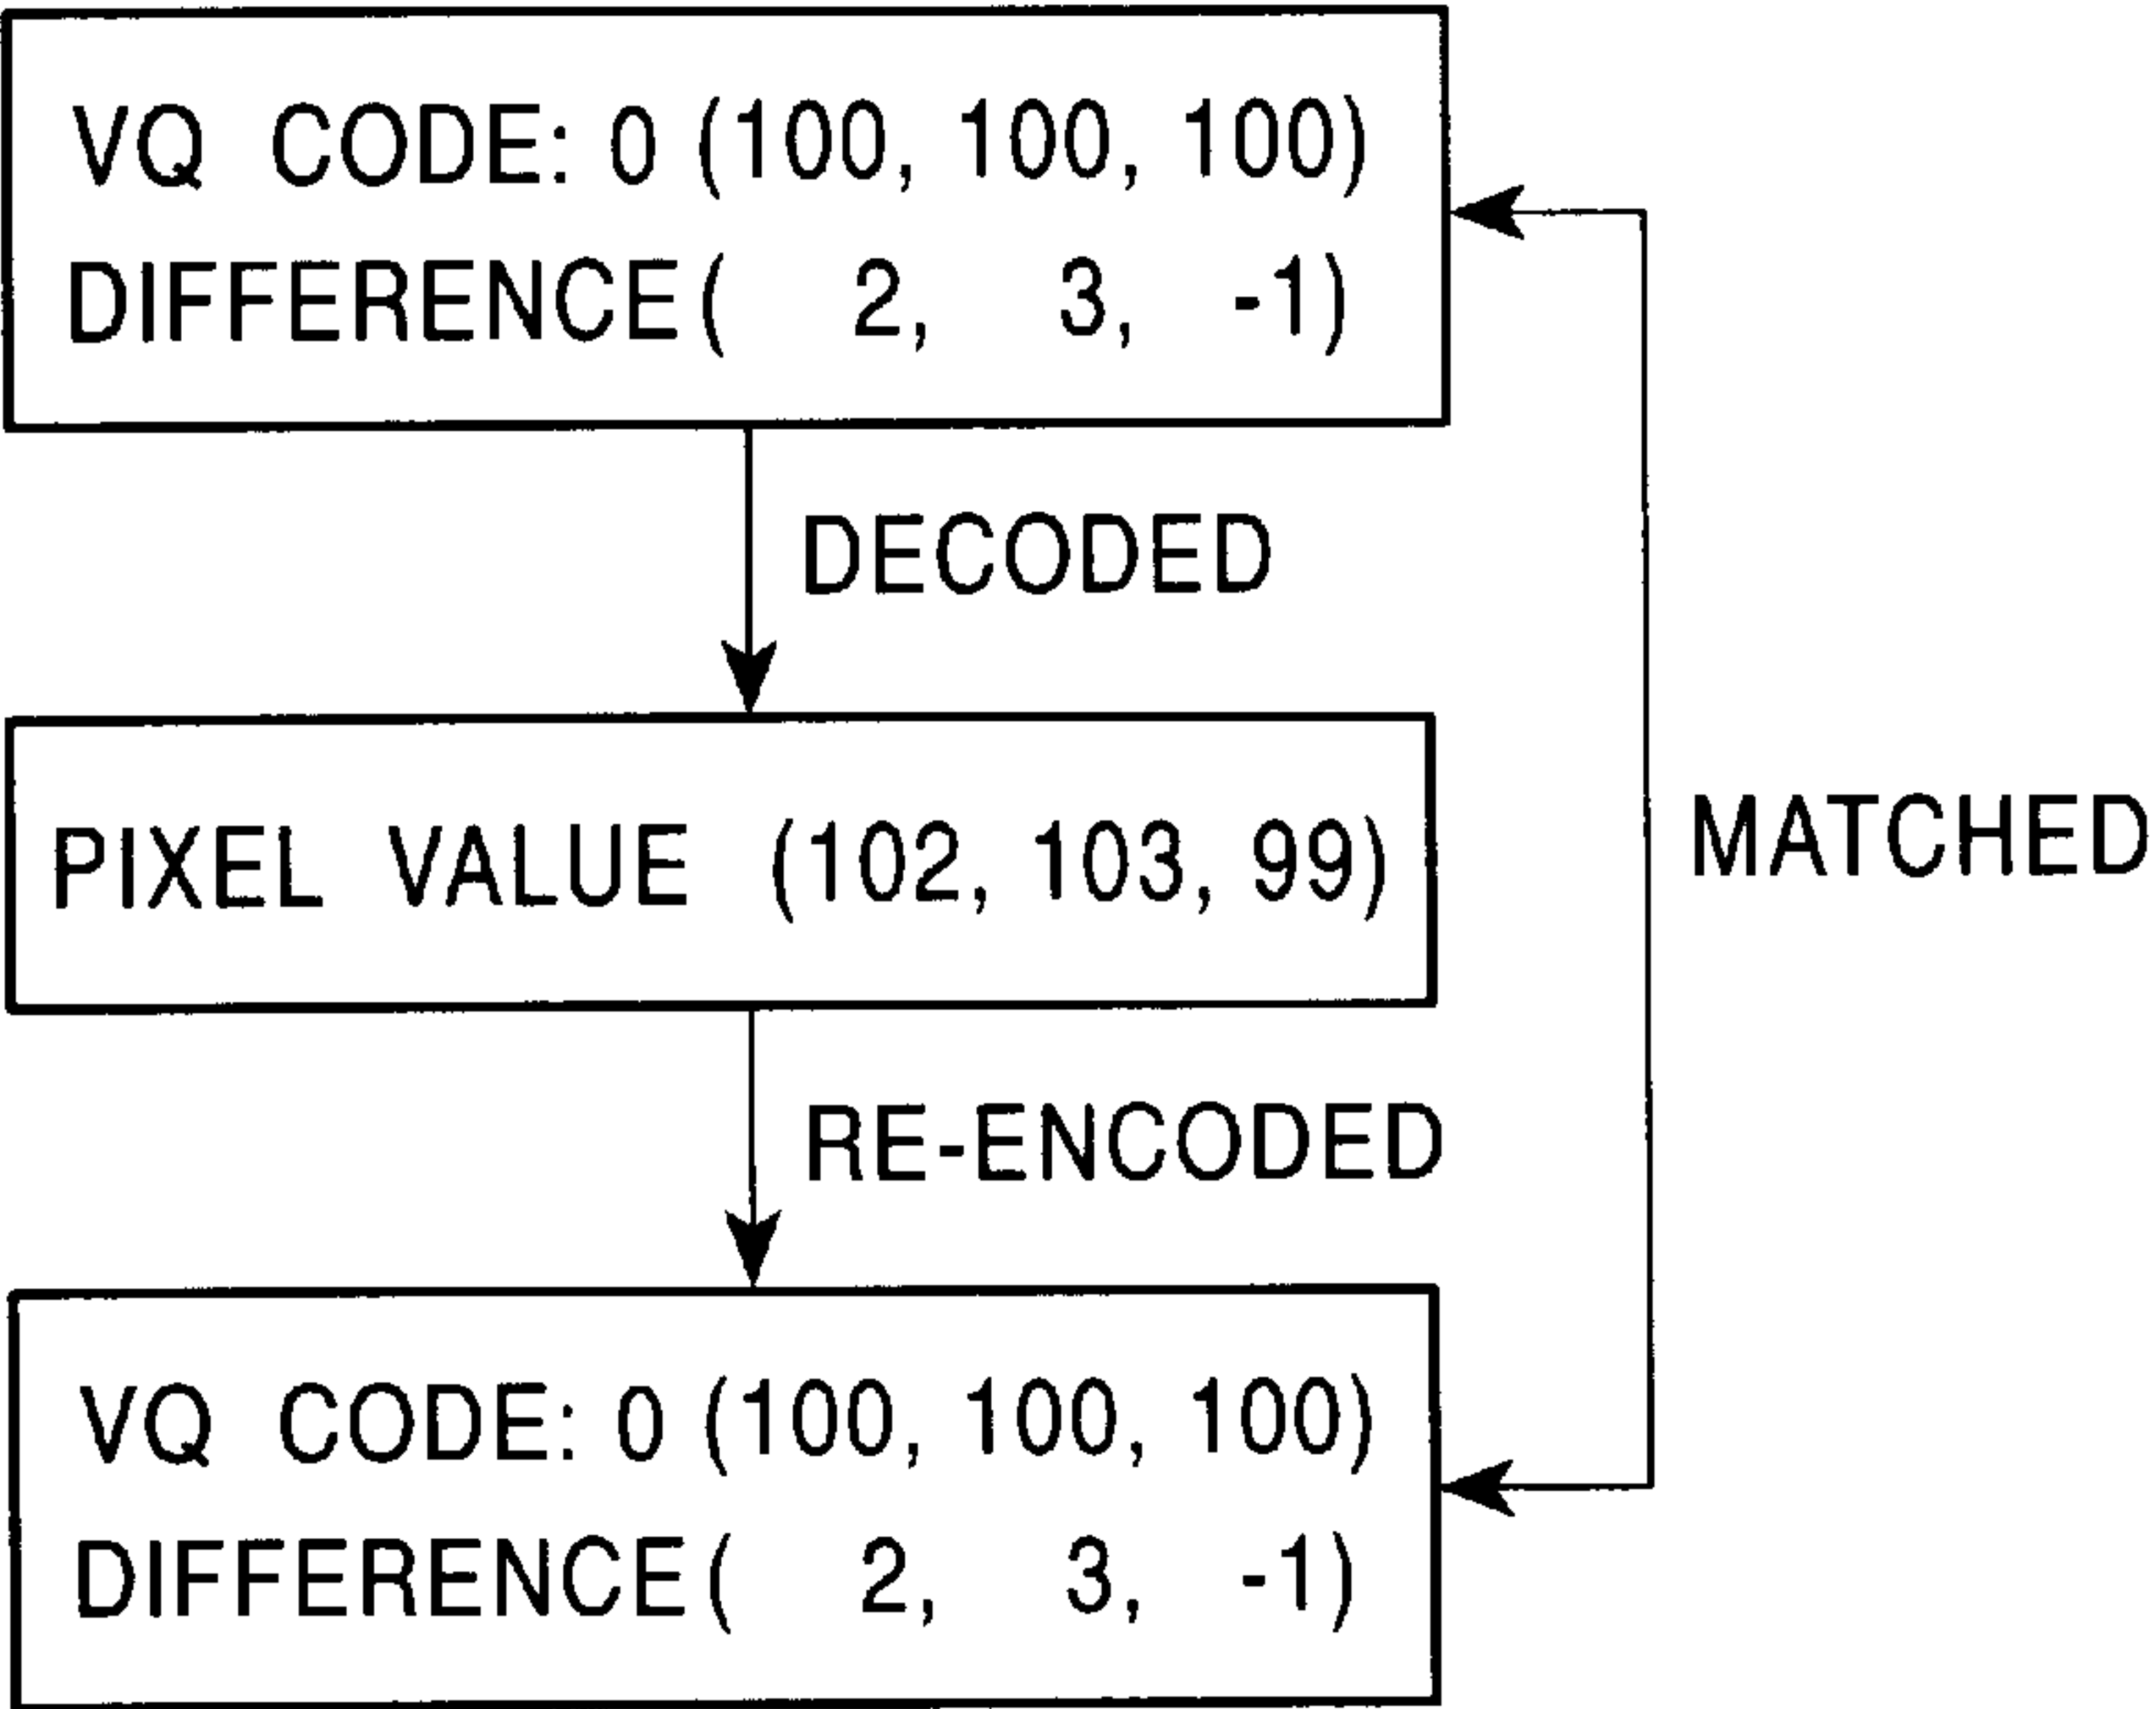 VQ CODE: 0 (100, 100, 100)
DIFFERENCE( 2, 3, -1)
DECODED
PIXEL VALUE (102, 103, 99)
MATCHED
RE-ENCODED
VQ CODE: 0 (100, 100, 100)
DIFFERENCE( 2, 3, -1)